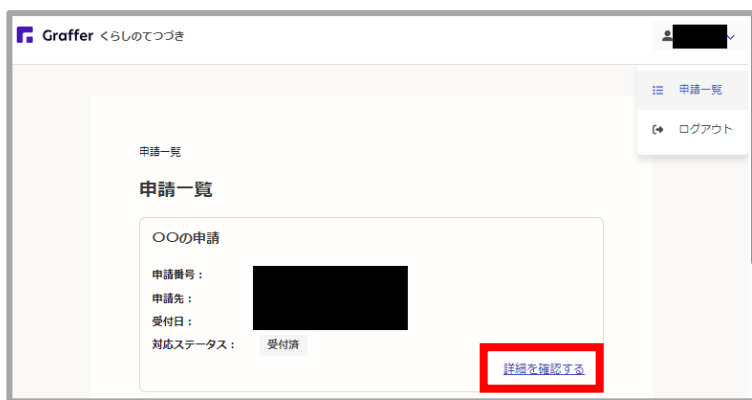 Graffer くらしのてつづき
申請一覧
ログアウト
申請一覧
申請一覧
〇〇の申請
申請番号：
申請先：
受付日：
対応ステータス： 受付済
詳細を確認する